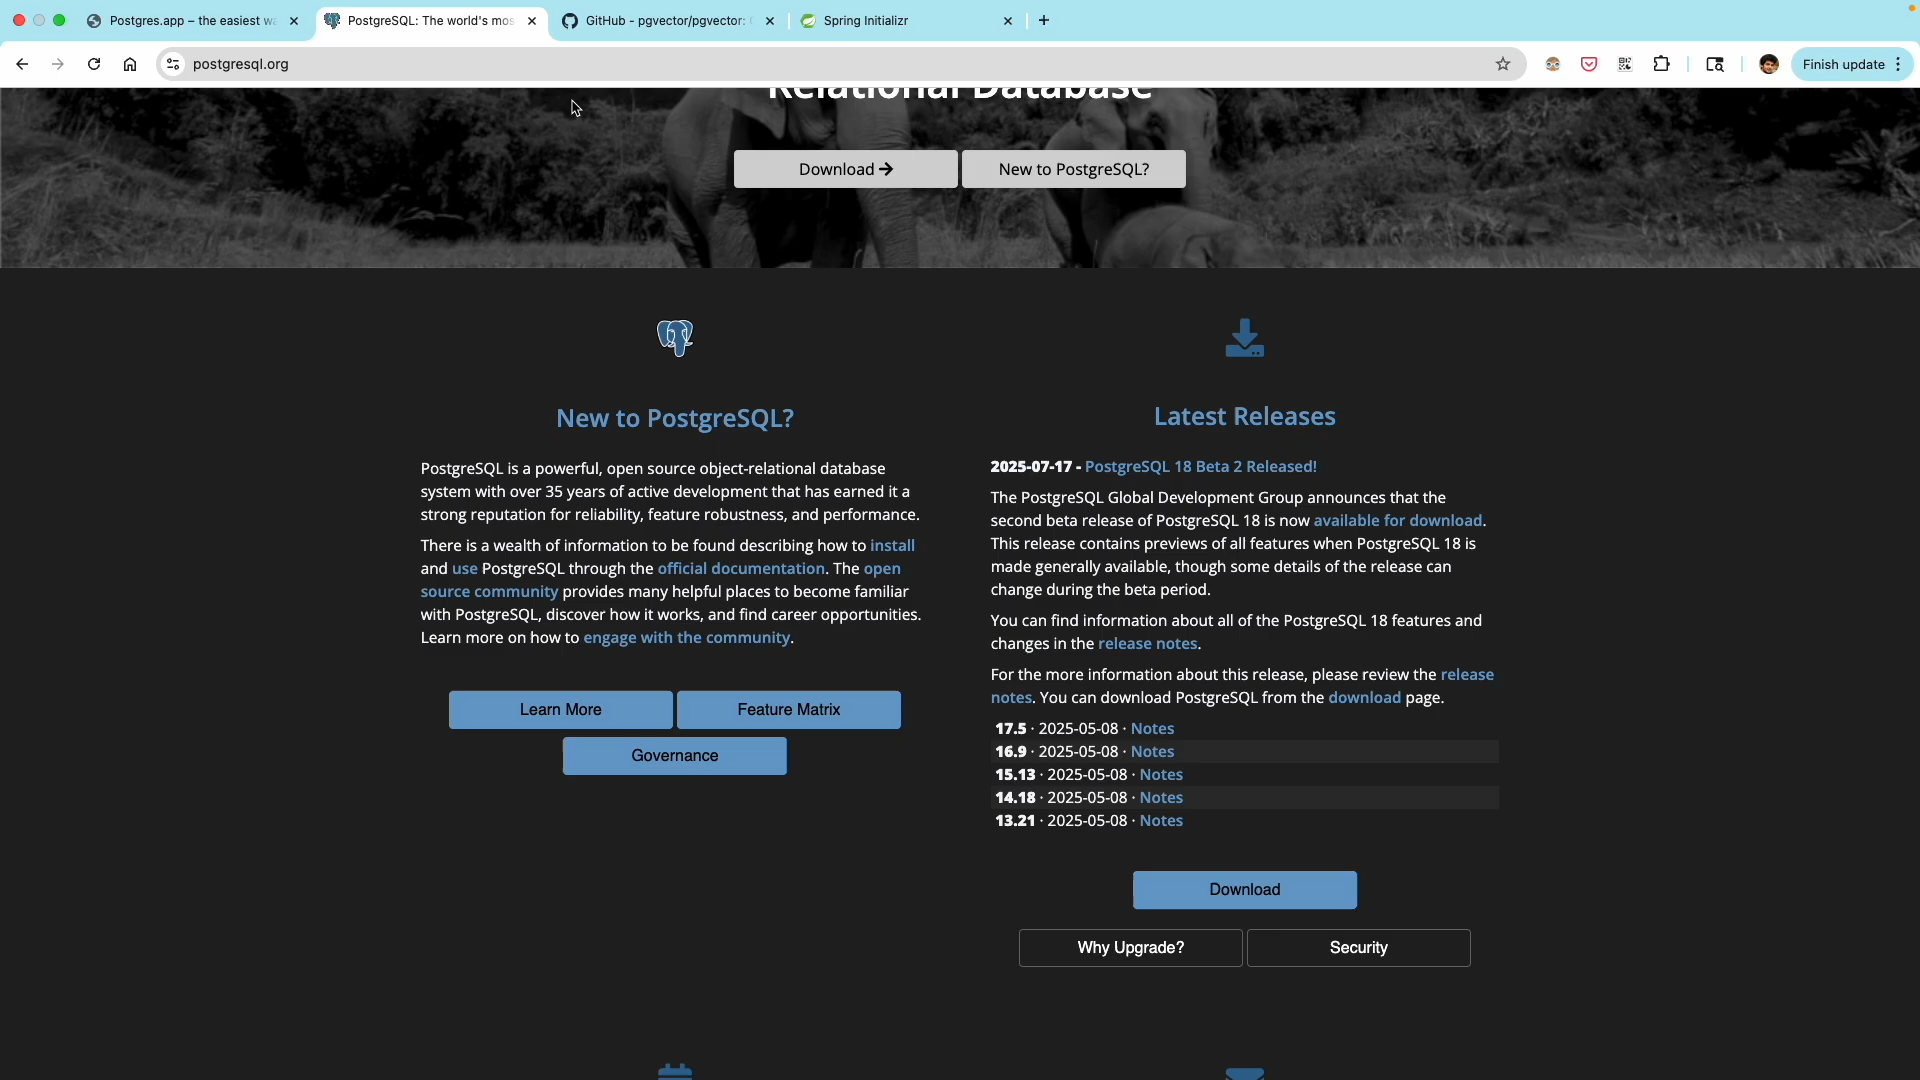 Postgres.app – the easiest wa
PostgreSQL: The world's mos
GitHub - pgvector/pgvector:
Spring Initializr
postgresql.org
Finish update
Relational Database
Download
New to PostgreSQL?
New to PostgreSQL?
PostgreSQL is a powerful, open source object-relational database
system with over 35 years of active development that has earned it a
strong reputation for reliability, feature robustness, and performance.
There is a wealth of information to be found describing how to install
and use PostgreSQL through the official documentation. The open
source community provides many helpful places to become familiar
with PostgreSQL, discover how it works, and find career opportunities.
Learn more on how to engage with the community.
Learn More
Feature Matrix
Governance
Latest Releases
2025-07-17 - PostgreSQL 18 Beta 2 Released!
The PostgreSQL Global Development Group announces that the
second beta release of PostgreSQL 18 is now available for download.
This release contains previews of all features when PostgreSQL 18 is
made generally available, though some details of the release can
change during the beta period.
You can find information about all of the PostgreSQL 18 features and
changes in the release notes.
For the more information about this release, please review the release
notes. You can download PostgreSQL from the download page.
17.5 · 2025-05-08 · Notes
16.9 · 2025-05-08 · Notes
15.13 · 2025-05-08 · Notes
14.18 · 2025-05-08 · Notes
13.21 · 2025-05-08 · Notes
Download
Why Upgrade?
Security